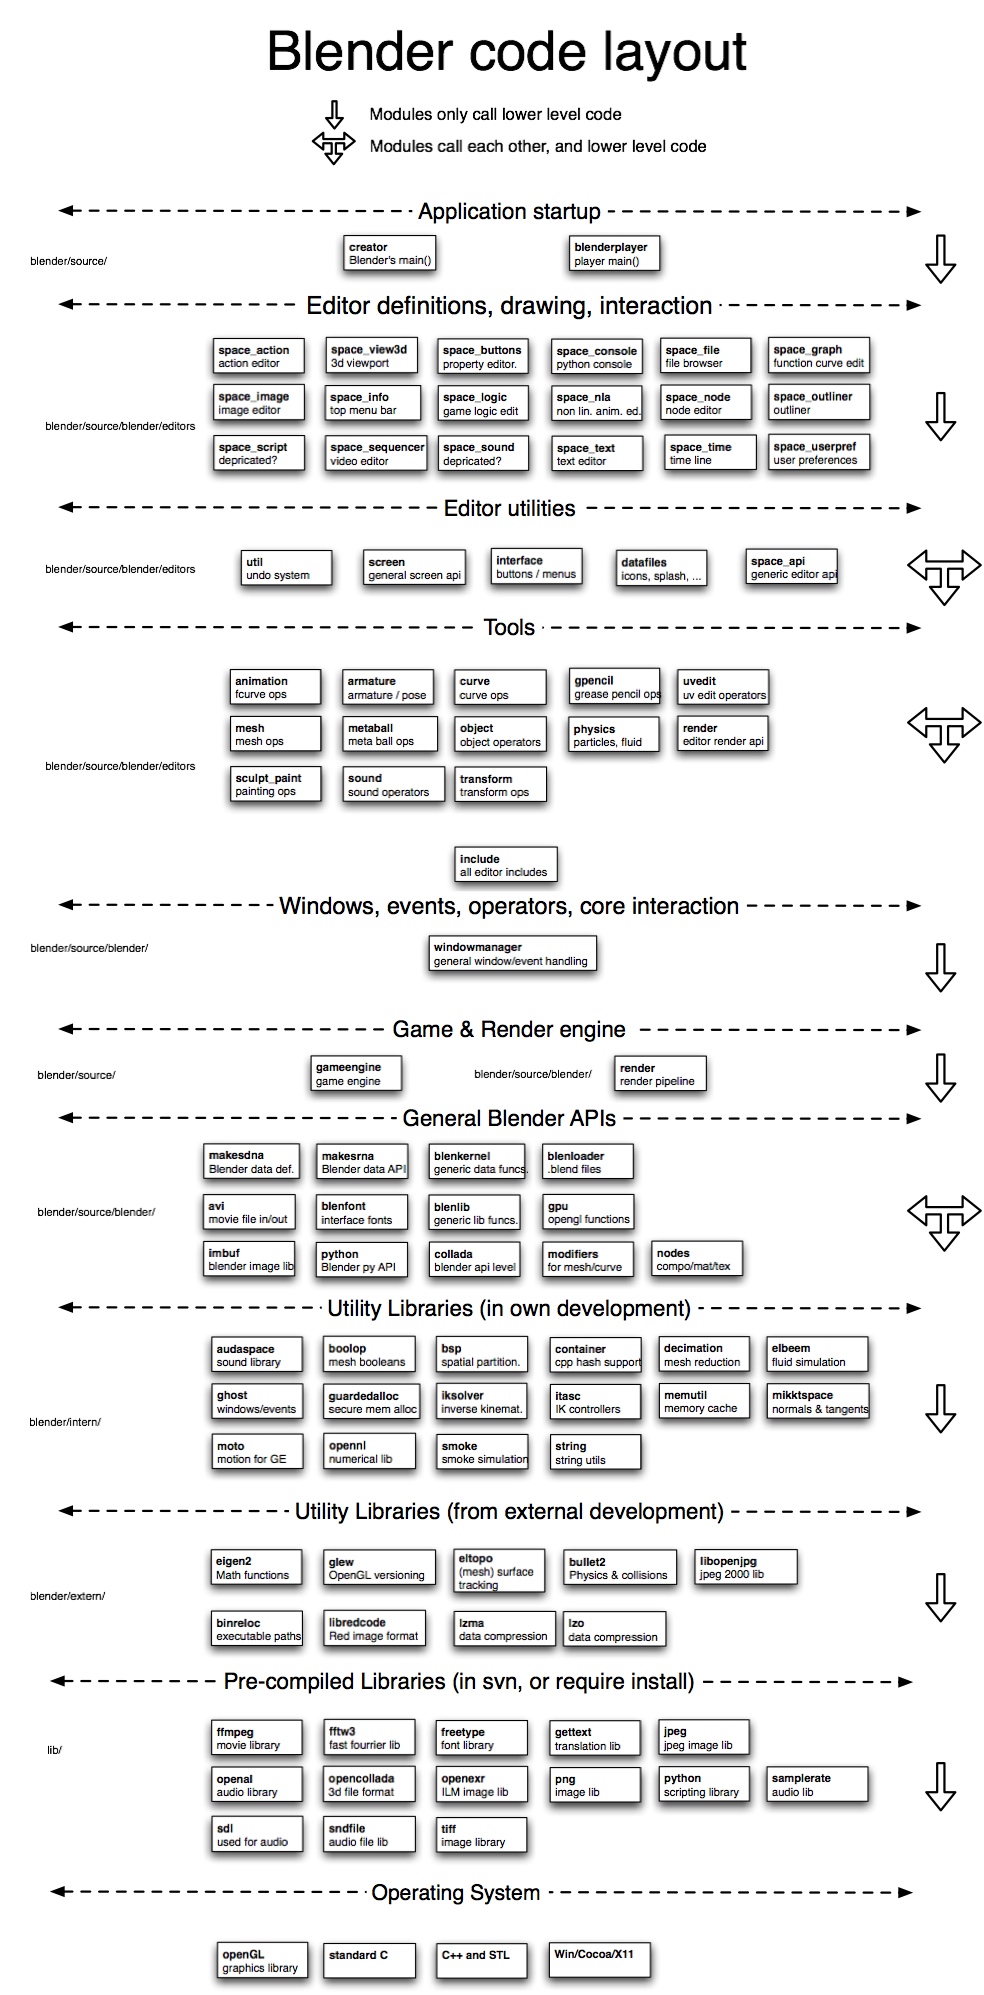 Blender code layout
Modules only call lower level code
Modules call each other, and lower level code
Application startup
blender/source/
creator
Blender's main()
blenderplayer
player main()
Editor definitions, drawing, interaction
blender/source/blender/editors
space_action
action editor
space_view3d
3d viewport
space_buttons
property editor.
space_console
python console
space_file
file browser
space_graph
function curve edit
space_image
image editor
space_info
top menu bar
space_logic
game logic edit
space_nla
non lin. anim. ed.
space_node
node editor
space_outliner
outliner
space_script
depricated?
space_sequencer
video editor
space_sound
depricated?
space_text
text editor
space_time
time line
space_userpref
user preferences
Editor utilities
blender/source/blender/editors
util
undo system
screen
general screen api
interface
buttons / menus
datafiles
icons, splash, ...
space_api
generic editor api
Tools
blender/source/blender/editors
animation
fcurve ops
armature
armature / pose
curve
curve ops
gpencil
grease pencil ops
uvedit
uv edit operators
mesh
mesh ops
metaball
meta ball ops
object
object operators
physics
particles, fluid
render
editor render api
sculpt_paint
painting ops
sound
sound operators
transform
transform ops
include
all editor includes
Windows, events, operators, core interaction
blender/source/blender/
windowmanager
general window/event handling
Game & Render engine
blender/source/
gameengine
game engine
blender/source/blender/
render
render pipeline
General Blender APIs
blender/source/blender/
makesdna
Blender data def.
makesrna
Blender data API
blenkernel
generic data funcs.
blenloader
.blend files
avi
movie file in/out
blenfont
interface fonts
blenlib
generic lib funcs.
gpu
opengl functions
imbuf
blender image lib
python
Blender py API
collada
blender api level
modifiers
for mesh/curve
nodes
compo/mat/tex
Utility Libraries (in own development)
blender/intern/
audaspace
sound library
boolop
mesh booleans
bsp
spatial partition.
container
cpp hash support
decimation
mesh reduction
elbeem
fluid simulation
ghost
windows/events
guardedalloc
secure mem alloc
iksolver
inverse kinemat.
itasc
IK controllers
memutil
memory cache
mikktspace
normals & tangents
moto
motion for GE
opennl
numerical lib
smoke
smoke simulation
string
string utils
Utility Libraries (from external development)
blender/extern/
eigen2
Math functions
glew
OpenGL versioning
eltopo
(mesh) surface
tracking
bullet2
Physics & collisions
libopenjpg
jpeg 2000 lib
binreloc
executable paths
libredcode
Red image format
lzma
data compression
lzo
data compression
Pre-compiled Libraries (in svn, or require install)
lib/
ffmpeg
movie library
fftw3
fast fourrier lib
freetype
font library
gettext
translation lib
jpeg
jpeg image lib
openal
audio library
opencollada
3d file format
openexr
ILM image lib
png
image lib
python
scripting library
samplerate
audio lib
sdl
used for audio
sndfile
audio file lib
tiff
image library
Operating System
openGL
graphics library
standard C
C++ and STL
Win/Cocoa/X11